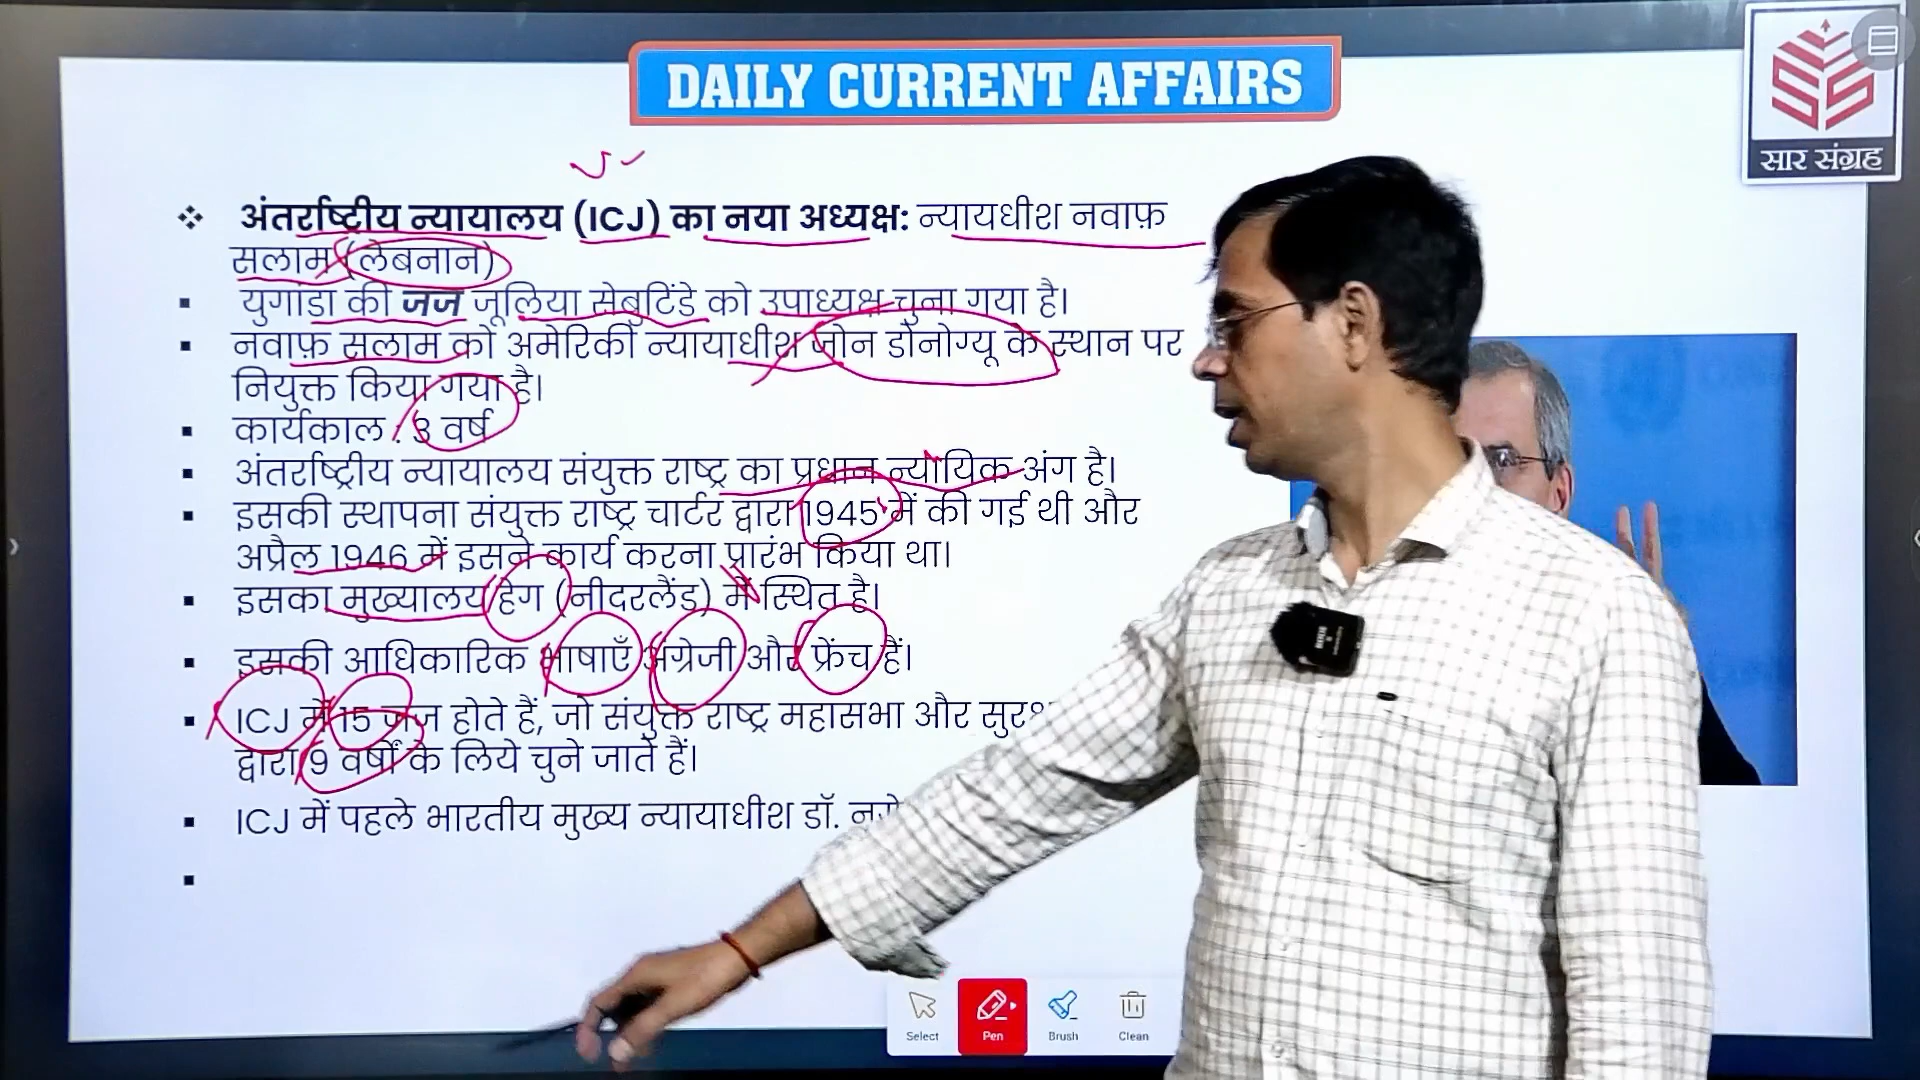 DAILY CURRENT AFFAIRS
सार संग्रह
अंतर्राष्ट्रीय न्यायालय (ICJ) का नया अध्यक्ष: न्यायधीश नवाफ़
सलाम (लेबनान)
युगांडा की जज जूलिया सेबुटिंडे को उपाध्यक्ष चुना गया है।
नवाफ़ सलाम को अमेरिकी न्यायाधीश जोन डोनोग्यू के स्थान पर
नियुक्त किया गया है।
कार्यकाल : 3 वर्ष
अंतर्राष्ट्रीय न्यायालय संयुक्त राष्ट्र का प्रधान न्यायिक अंग है।
इसकी स्थापना संयुक्त राष्ट्र चार्टर द्वारा 1945 में की गई थी और
अप्रैल 1946 में इसने कार्य करना प्रारंभ किया था।
इसका मुख्यालय हेग (नीदरलैंड) में स्थित है।
इसकी आधिकारिक भाषाएँ अंग्रेजी और फ्रेंच हैं।
ICJ में 15 जज होते हैं, जो संयुक्त राष्ट्र महासभा और
द्वारा 9 वर्षों के लिये चुने जाते हैं।
ICJ में पहले भारतीय मुख्य न्यायाधीश डॉ.
Select
Pen
Brush
Clean